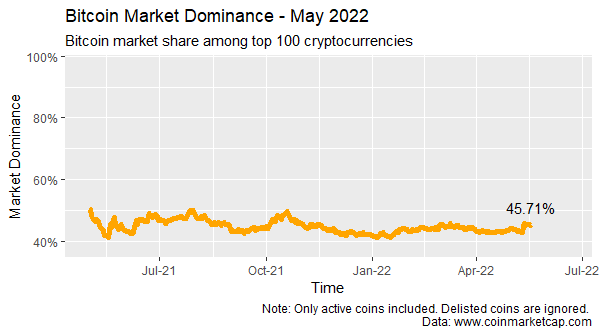 Bitcoin Market Dominance - May 2022
Bitcoin market share among top 100 cryptocurrencies
100%
80%
60%
40%
Market Dominance
45.71%
Jul-21
Oct-21
Jan-22
Apr-22
Jul-22
Time
Note: Only active coins included. Delisted coins are ignored.
Data: www.coinmarketcap.com